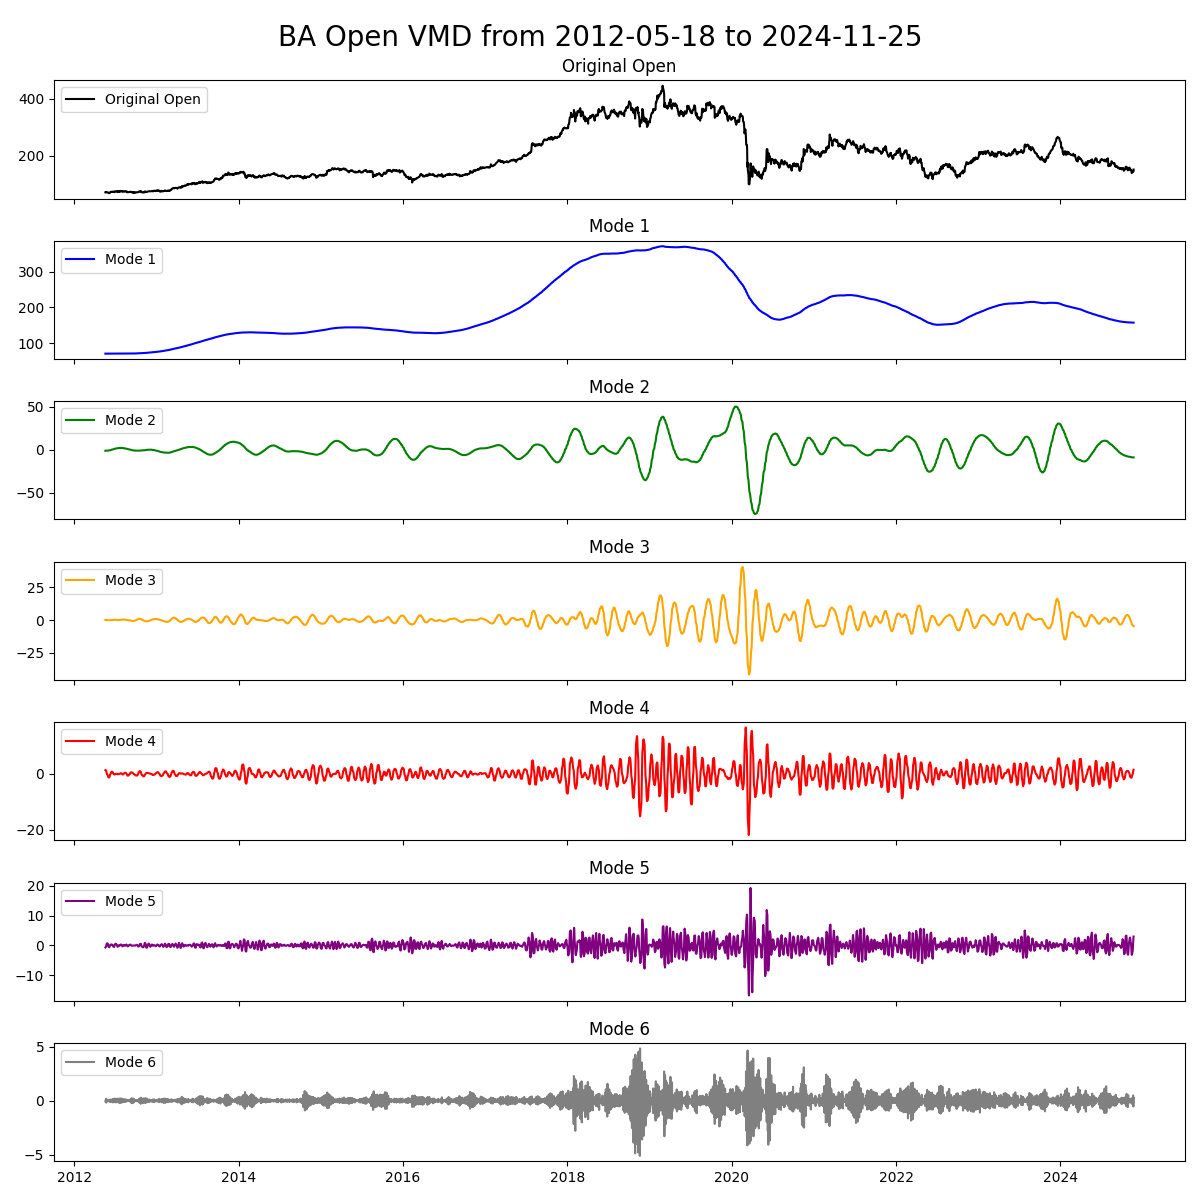 BA Open VMD from 2012-05-18 to 2024-11-25
Original Open
Original Open
400
200
Mode 1
Mode 1
300
200
100
Mode 2
Mode 2
50
0
−50
Mode 3
Mode 3
25
0
−25
Mode 4
Mode 4
0
−20
Mode 5
Mode 5
20
10
0
−10
Mode 6
Mode 6
5
0
−5
2012 2014 2016 2018 2020 2022 2024